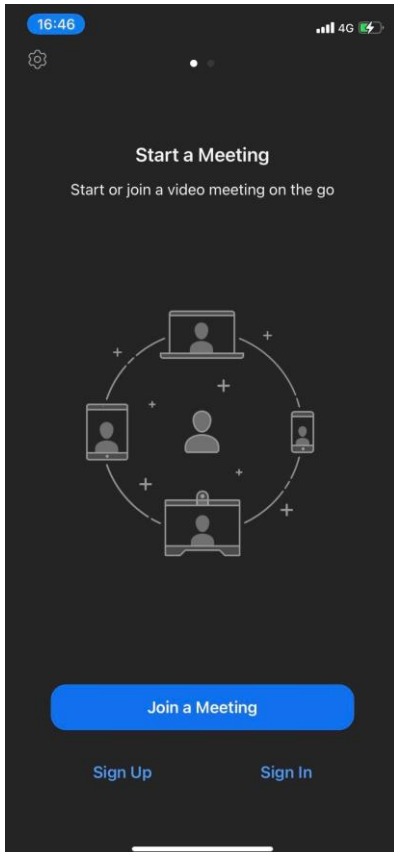 16:46
4G
Start a Meeting
Start or join a video meeting on the go
Join a Meeting
Sign Up
Sign In